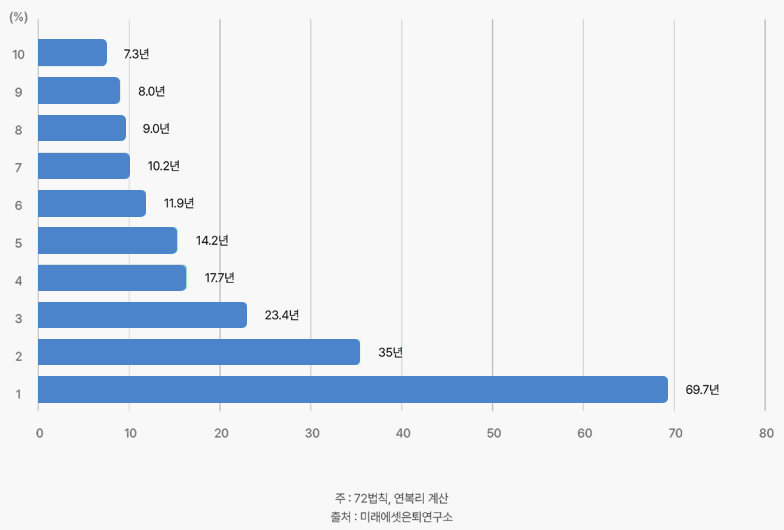 (%)
10 7.3년
9 8.0년
8 9.0년
7 10.2년
6 11.9년
5 14.2년
4 17.7년
3 23.4년
2 35년
1 69.7년
0 10 20 30 40 50 60 70 80
주 : 72법칙, 연복리 계산
출처 : 미래에셋은퇴연구소